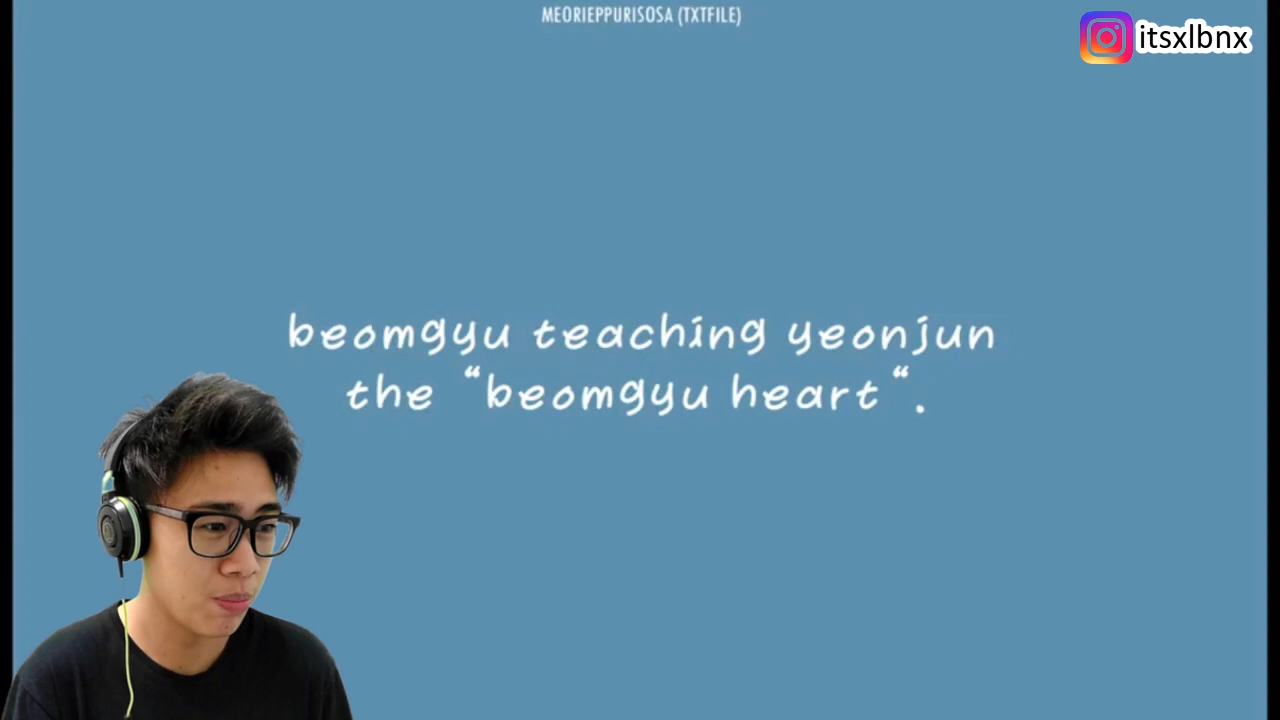 MEORIEPPURISOSA (TXTFILE)
itsxlbnx
beomgyu teaching yeonjun
the “beomgyu heart“.